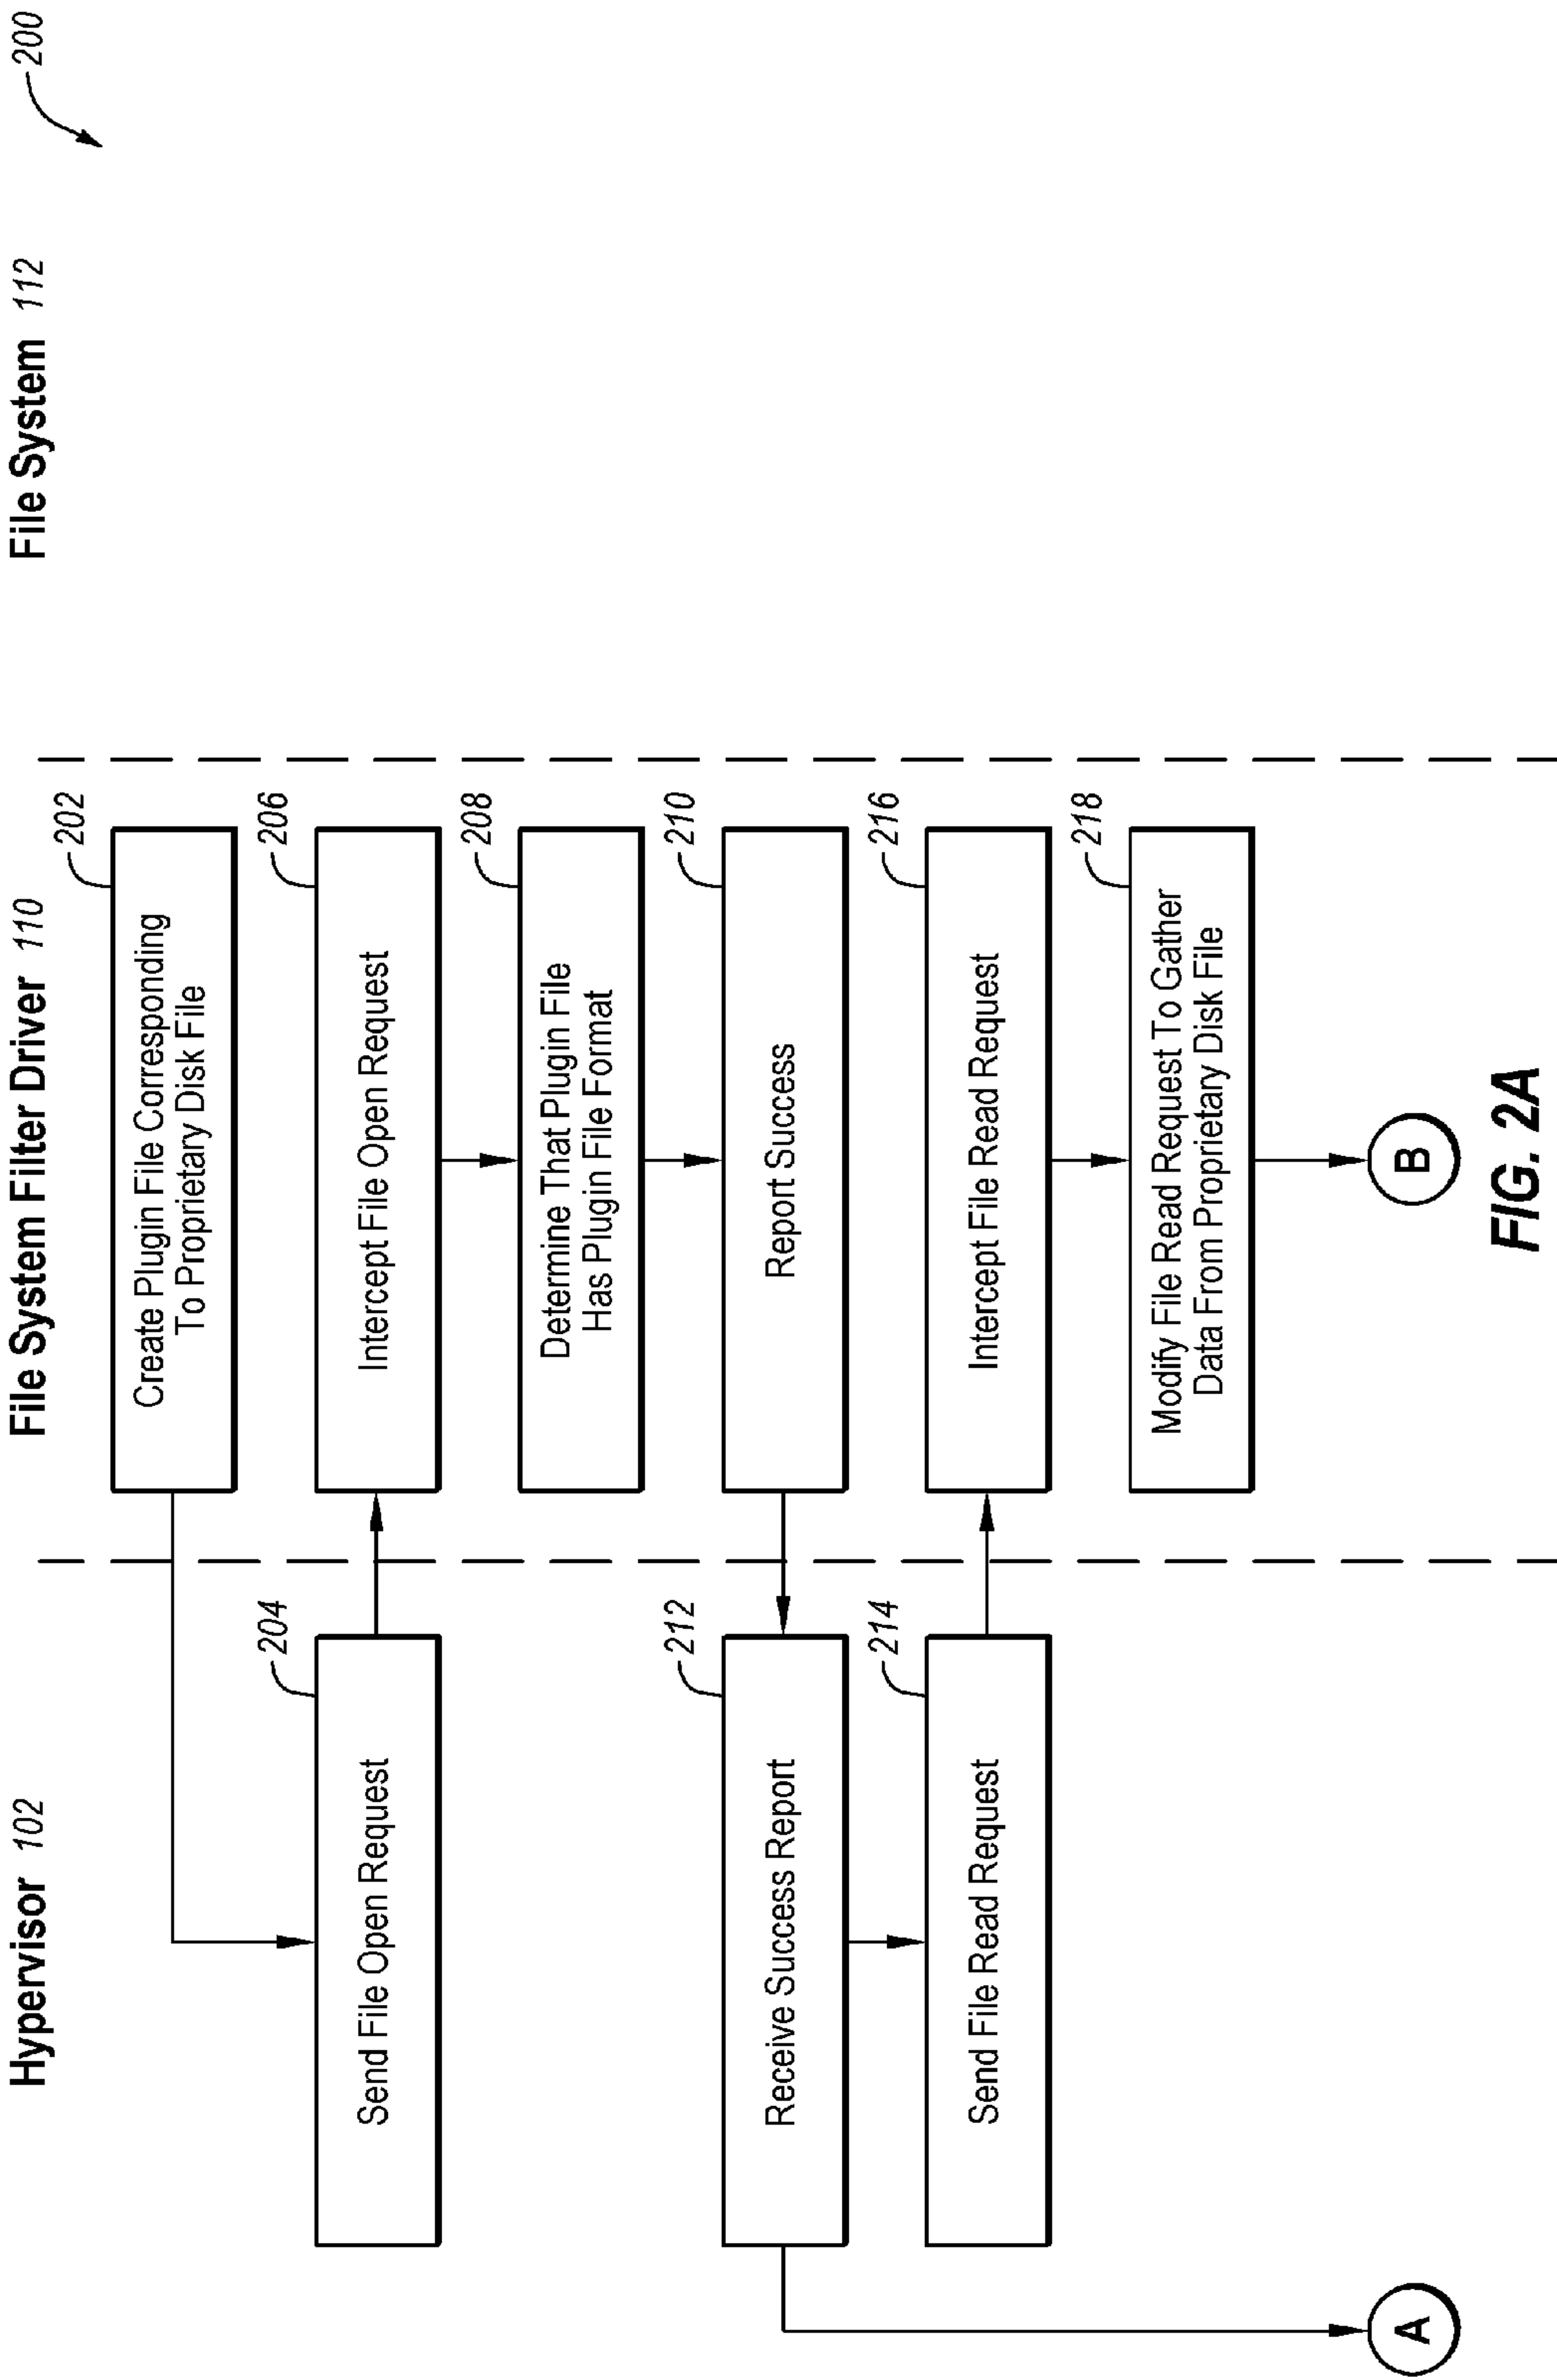 Hypervisor 102
File System Filter Driver 110
File System 112
200
202
Create Plugin File Corresponding
To Proprietary Disk File
204
Send File Open Request
206
Intercept File Open Request
208
Determine That Plugin File
Has Plugin File Format
210
Report Success
212
Receive Success Report
214
Send File Read Request
216
Intercept File Read Request
218
Modify File Read Request To Gather
Data From Proprietary Disk File
A
B
FIG. 2A